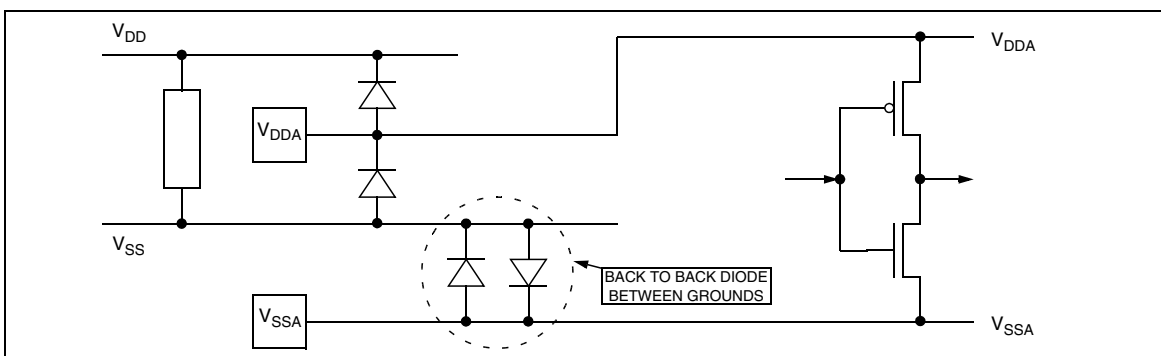 VDD
VDDA
VDDA
VSS
BACK TO BACK DIODE
BETWEEN GROUNDS
VSSA
VSSA